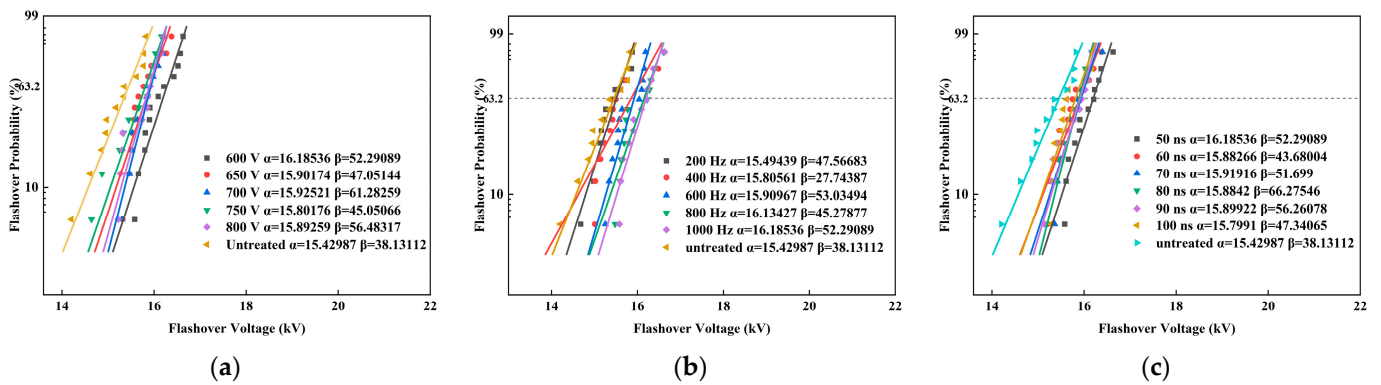 99
63.2
10
Flashover Probability (%)
600 V α=16.18536 β=52.29089
650 V α=15.90174 β=47.05144
700 V α=15.92521 β=61.28259
750 V α=15.80176 β=45.05066
800 V α=15.89259 β=56.48317
Untreated α=15.42987 β=38.13112
14 16 18 20 22
Flashover Voltage (kV)
(a)
99
63.2
10
Flashover Probability (%)
200 Hz α=15.49439 β=47.56683
400 Hz α=15.80561 β=27.74387
600 Hz α=15.90967 β=53.03494
800 Hz α=16.13427 β=45.27877
1000 Hz α=16.18536 β=52.29089
untreated α=15.42987 β=38.13112
13 15 17 19 21
Flashover Voltage (kV)
(b)
99
63.2
10
Flashover Probability (%)
50 ns α=16.18536 β=52.29089
60 ns α=15.88266 β=43.68004
70 ns α=15.91916 β=51.699
80 ns α=15.8842 β=66.27546
90 ns α=15.89922 β=56.26078
100 ns α=15.7991 β=47.34065
untreated α=15.42987 β=38.13112
14 16 18 20 22
Flashover Voltage (kV)
(c)